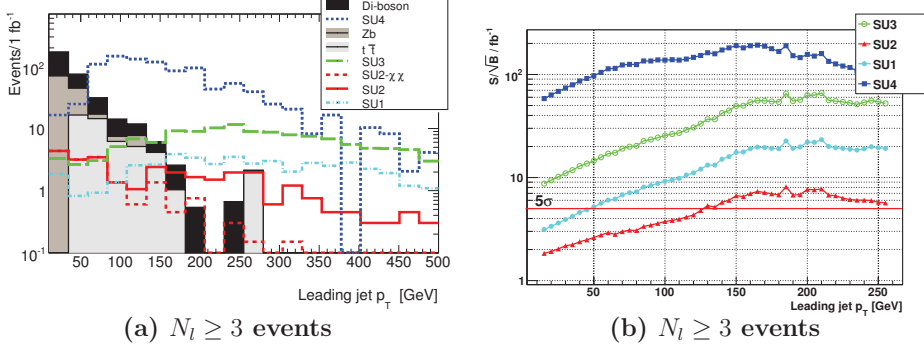 Events/1 fb⁻¹
10²
10
1
10⁻¹
Di-boson
SU4
Zb
t t̅
SU3
SU2-χχ
SU2
SU1
50 100 150 200 250 300 350 400 450 500
Leading jet p_T [GeV]
(a) N_l ≥ 3 events
S/√B / fb⁻¹
10²
10
5σ
1
SU3
SU2
SU1
SU4
50 100 150 200 250
Leading jet p_T [GeV]
(b) N_l ≥ 3 events